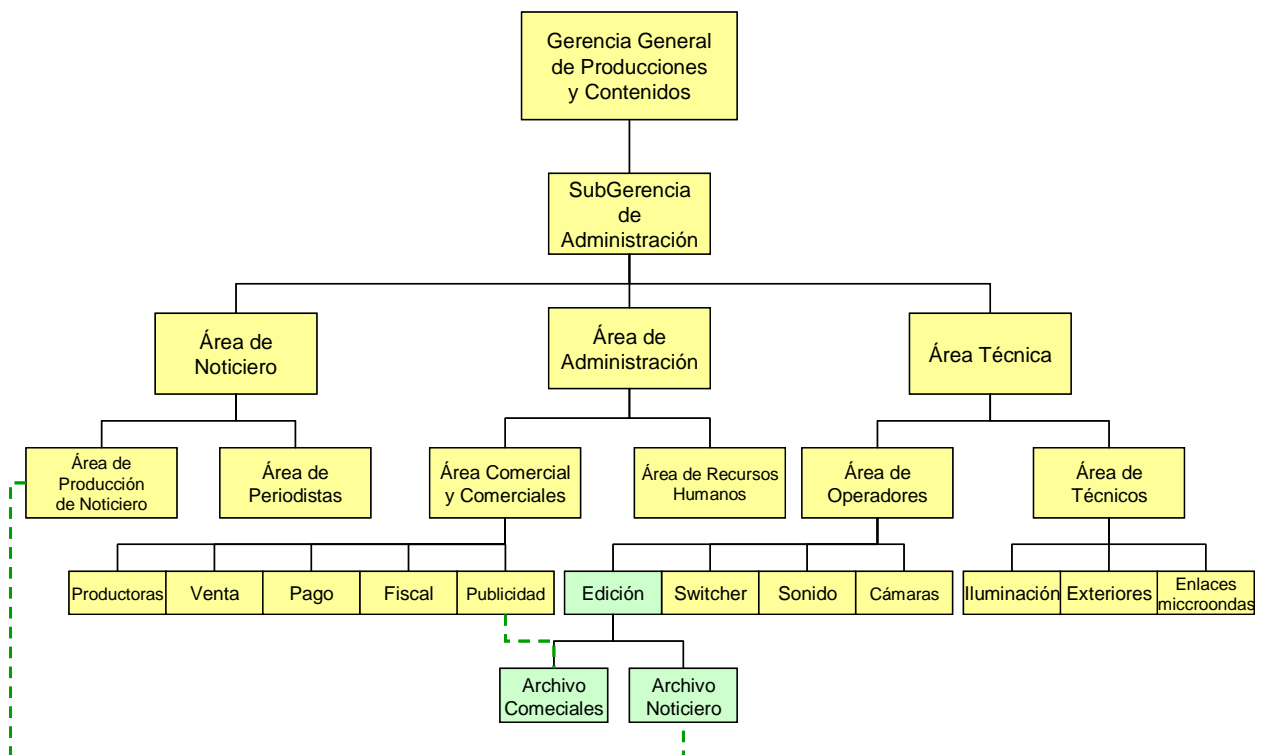 Gerencia General
de Producciones
y Contenidos
SubGerencia
de
Administración
Área de
Noticiero
Área de
Administración
Área Técnica
Área de
Producción
de Noticiero
Área de
Periodistas
Área Comercial
y Comerciales
Área de Recursos
Humanos
Área de
Operadores
Área de
Técnicos
Productoras
Venta
Pago
Fiscal
Publicidad
Edición
Switcher
Sonido
Cámaras
Iluminación
Exteriores
Enlaces
miccroondas
Archivo
Comeciales
Archivo
Noticiero